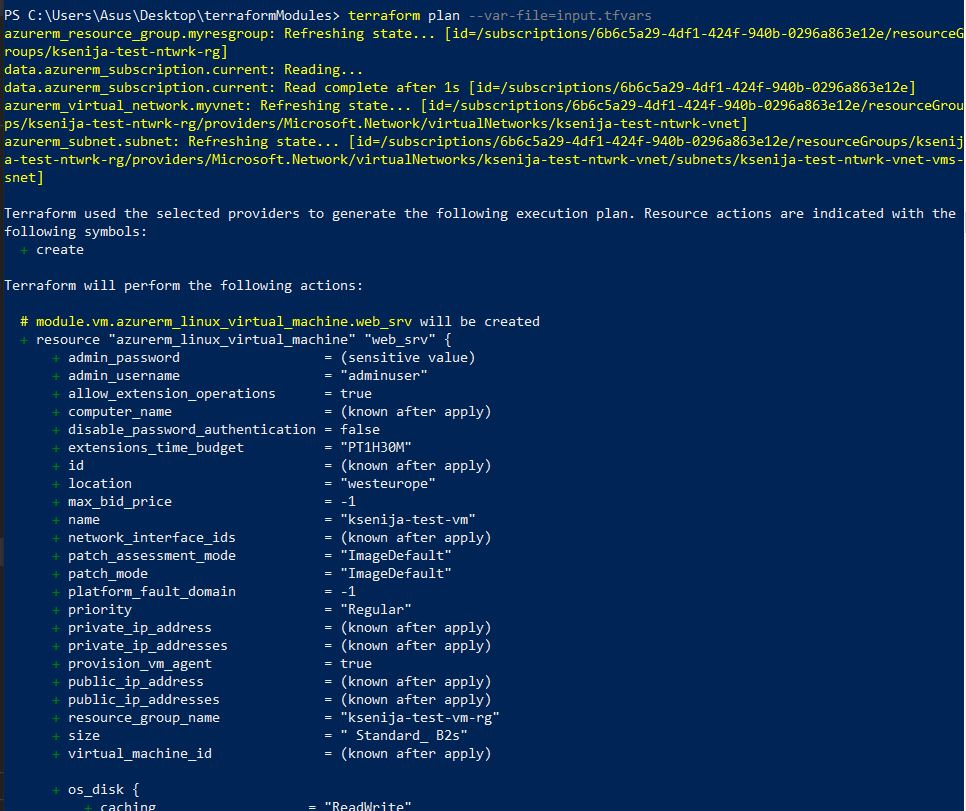 PS C:\Users\Asus\Desktop\terraformModules> terraform plan --var-file=input.tfvars
azurerm_resource_group.myresgroup: Refreshing state... [id=/subscriptions/6b6c5a29-4df1-424f-940b-0296a863e12e/resourceG
roups/ksenija-test-ntwrk-rg]
data.azurerm_subscription.current: Reading...
data.azurerm_subscription.current: Read complete after 1s [id=/subscriptions/6b6c5a29-4df1-424f-940b-0296a863e12e]
azurerm_virtual_network.myvnet: Refreshing state... [id=/subscriptions/6b6c5a29-4df1-424f-940b-0296a863e12e/resourceGrou
ps/ksenija-test-ntwrk-rg/providers/Microsoft.Network/virtualNetworks/ksenija-test-ntwrk-vnet]
azurerm_subnet.subnet: Refreshing state... [id=/subscriptions/6b6c5a29-4df1-424f-940b-0296a863e12e/resourceGroups/ksenij
a-test-ntwrk-rg/providers/Microsoft.Network/virtualNetworks/ksenija-test-ntwrk-vnet/subnets/ksenija-test-ntwrk-vnet-vms-
snet]

Terraform used the selected providers to generate the following execution plan. Resource actions are indicated with the
following symbols:
  + create

Terraform will perform the following actions:

  # module.vm.azurerm_linux_virtual_machine.web_srv will be created
  + resource "azurerm_linux_virtual_machine" "web_srv" {
      + admin_password                  = (sensitive value)
      + admin_username                  = "adminuser"
      + allow_extension_operations      = true
      + computer_name                   = (known after apply)
      + disable_password_authentication = false
      + extensions_time_budget          = "PT1H30M"
      + id                              = (known after apply)
      + location                        = "westeurope"
      + max_bid_price                   = -1
      + name                            = "ksenija-test-vm"
      + network_interface_ids           = (known after apply)
      + patch_assessment_mode           = "ImageDefault"
      + patch_mode                      = "ImageDefault"
      + platform_fault_domain           = -1
      + priority                        = "Regular"
      + private_ip_address              = (known after apply)
      + private_ip_addresses            = (known after apply)
      + provision_vm_agent              = true
      + public_ip_address               = (known after apply)
      + public_ip_addresses             = (known after apply)
      + resource_group_name             = "ksenija-test-vm-rg"
      + size                            = " Standard_ B2s"
      + virtual_machine_id              = (known after apply)

      + os_disk {
          + caching                   = "ReadWrite"